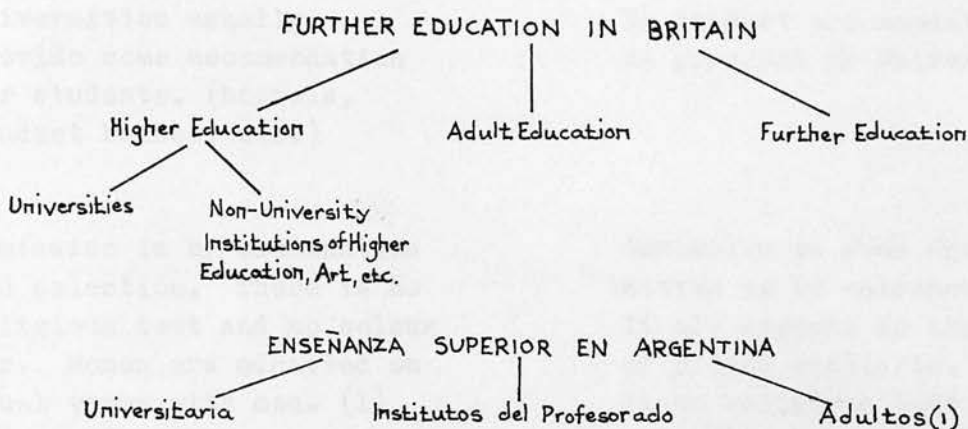 FURTHER EDUCATION IN BRITAIN
Higher Education
Adult Education
Further Education
Universities
Non-University
Institutions of Higher
Education, Art, etc.
ENSEÑANZA SUPERIOR EN ARGENTINA
Universitaria
Institutos del Profesorado
Adultos (1)